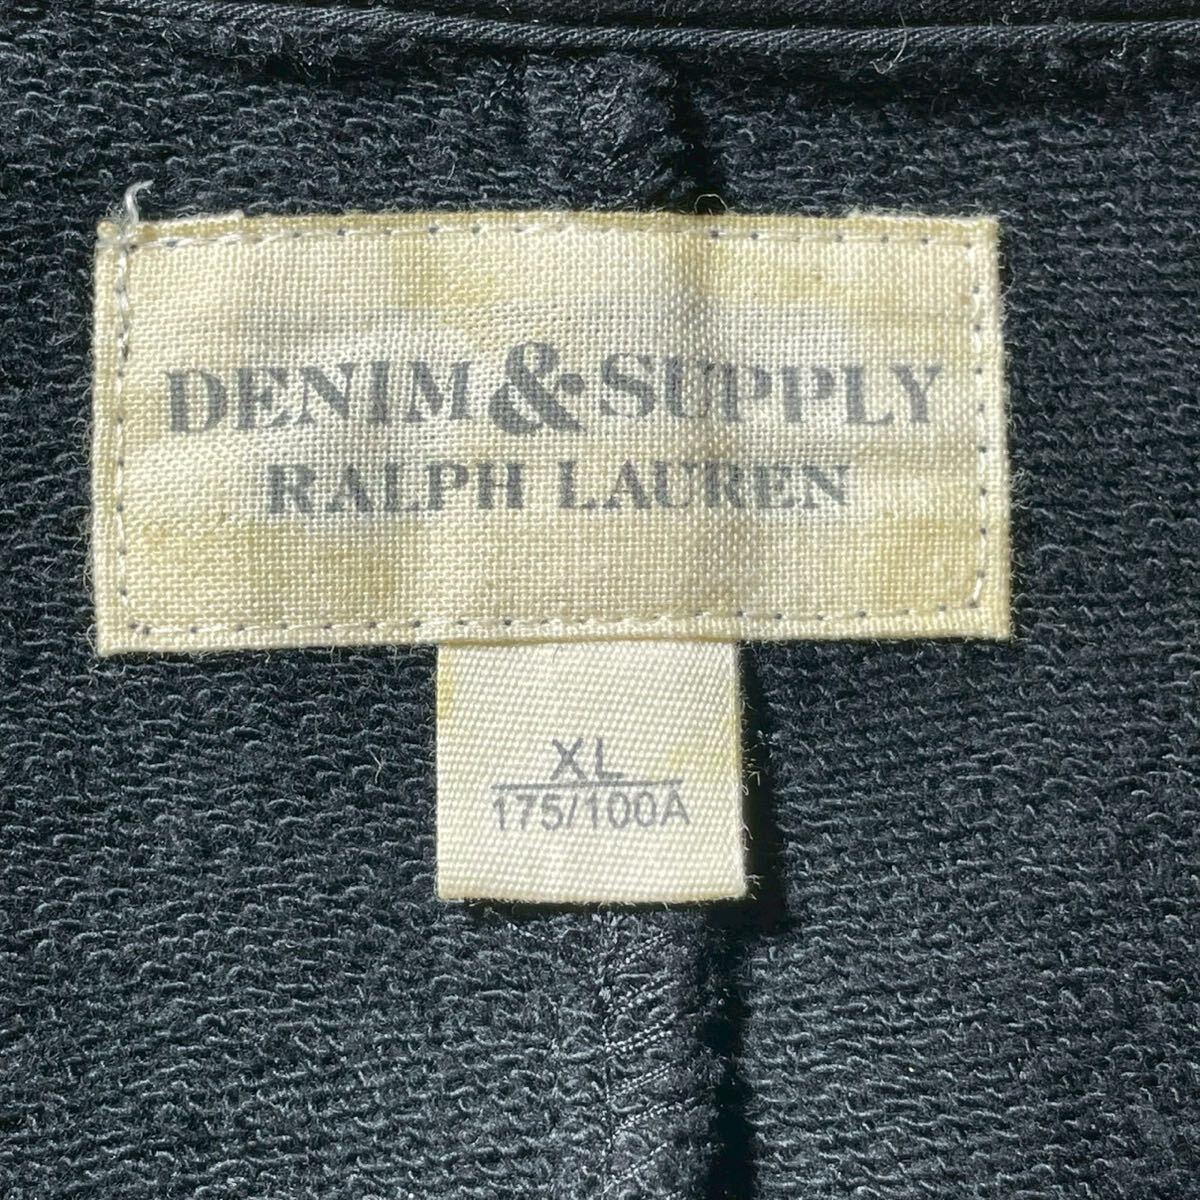 DENIM & SUPPLY
RALPH LAUREN
XL
175/100A